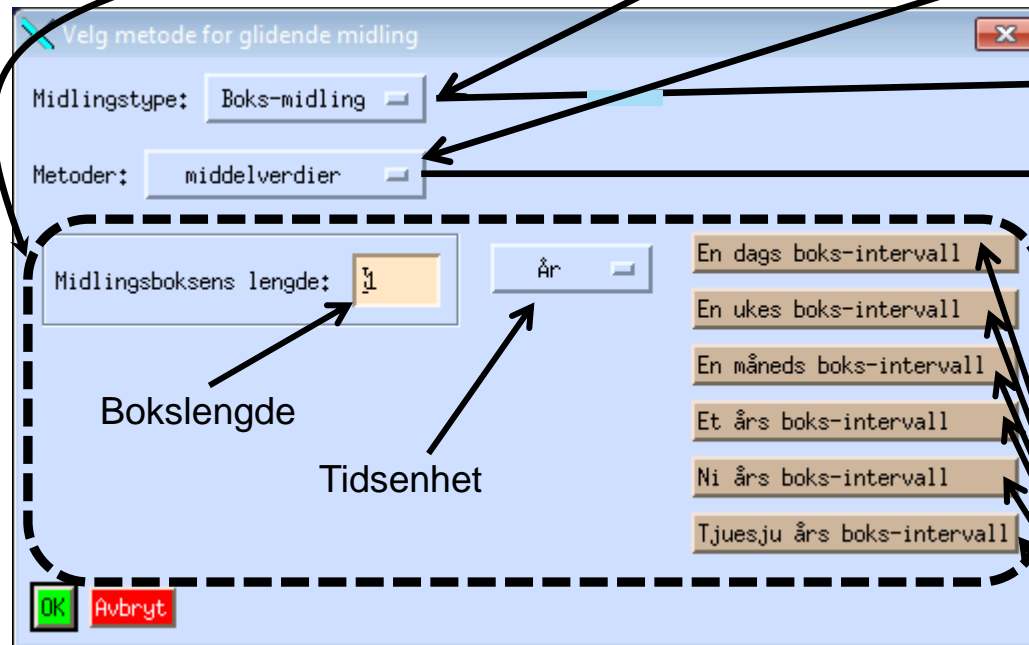 Velg metode for glidende midling
Midlingstype: Boks-midling
Metoder: middelverdier
Midlingsboksens lengde: 1
År
En dags boks-intervall
En ukes boks-intervall
En måneds boks-intervall
Et års boks-intervall
Ni års boks-intervall
Tjuesju års boks-intervall
Bokslengde
Tidsenhet
OK Avbryt